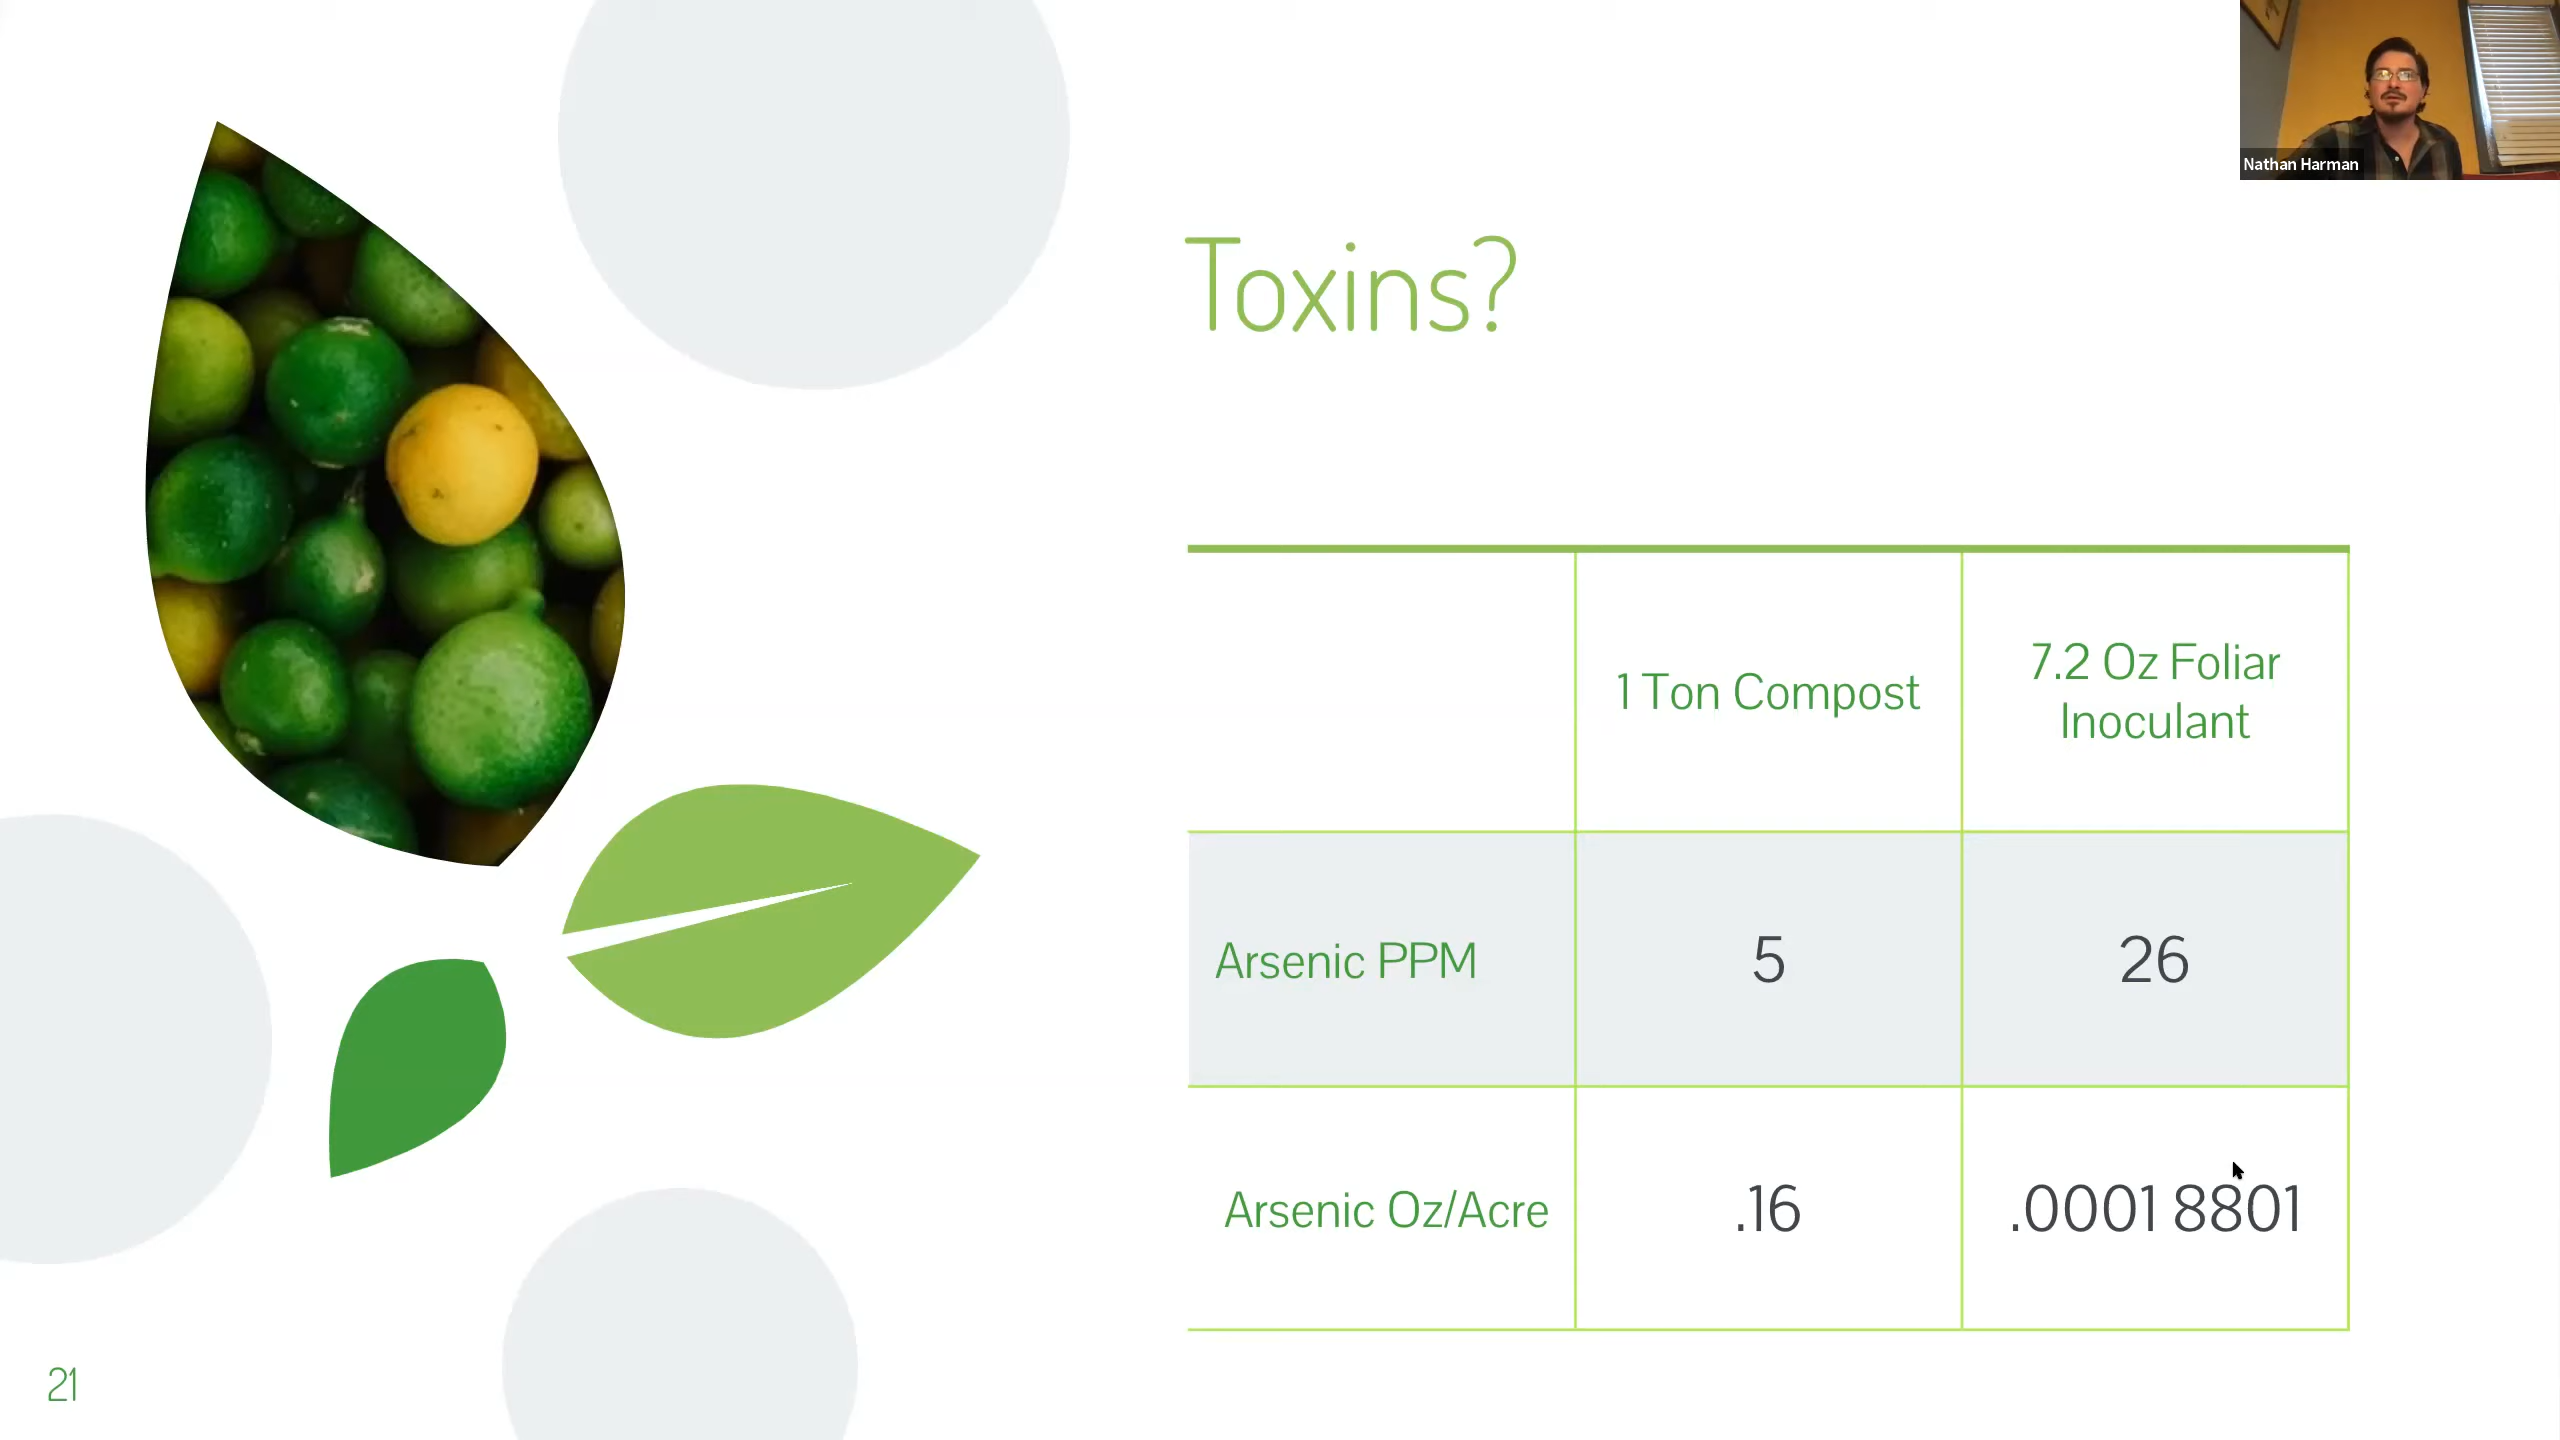 Nathan Harman
Toxins?
1 Ton Compost
7.2 Oz Foliar
Inoculant
Arsenic PPM
5
26
Arsenic Oz/Acre
.16
.0001 8801
21